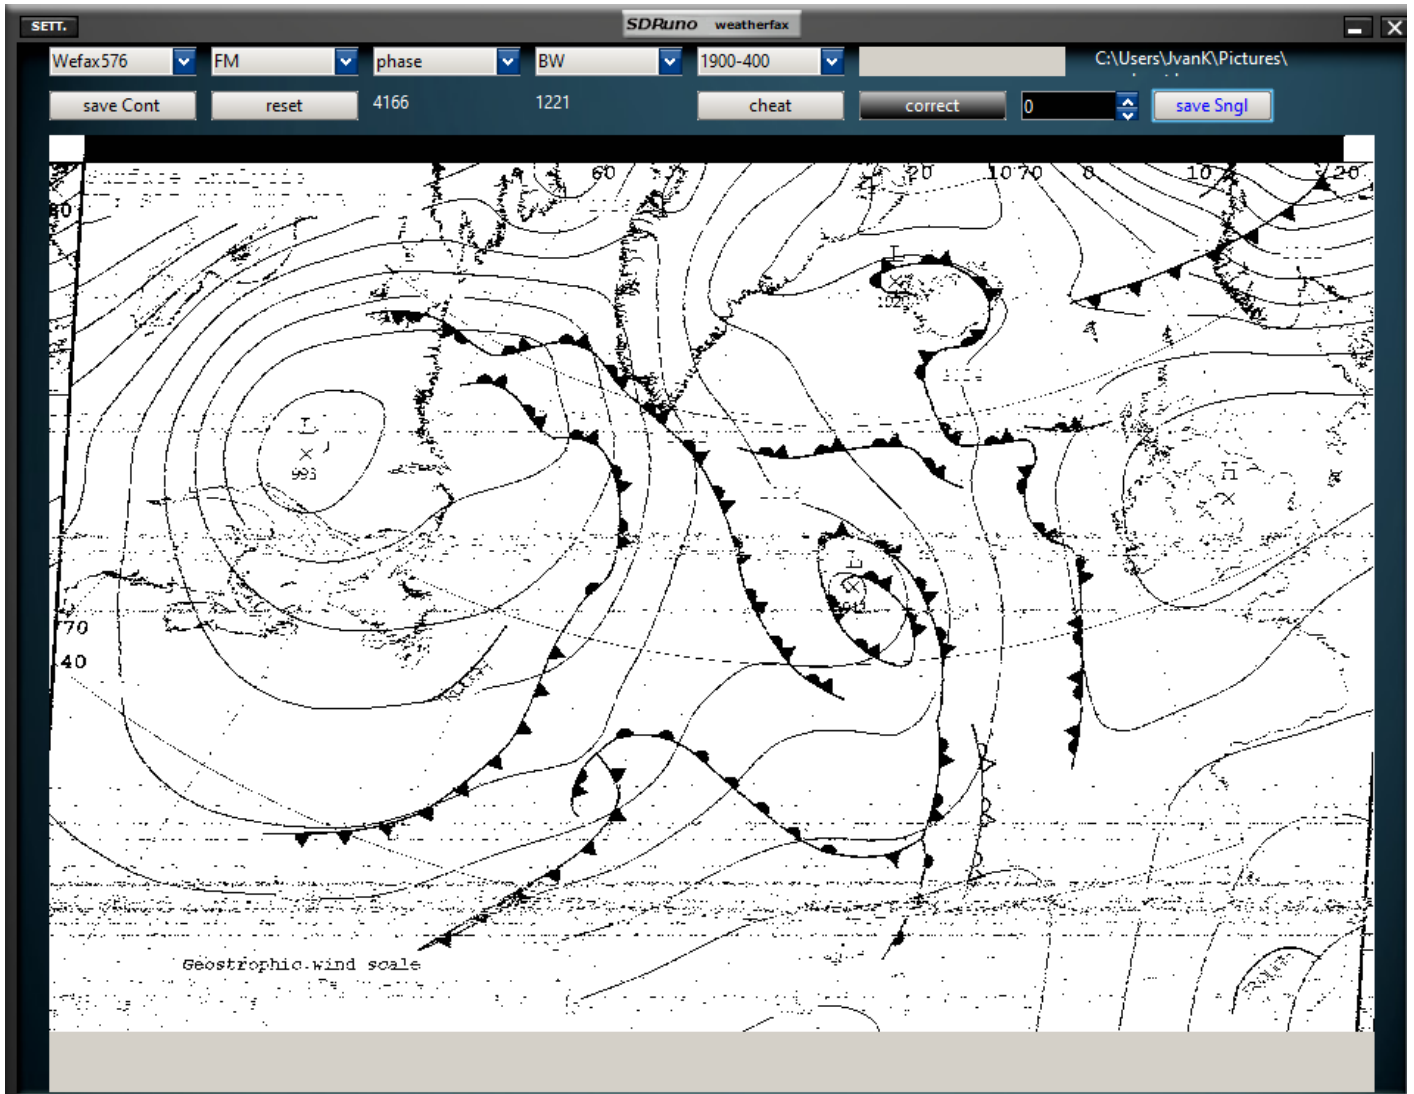 SETT.
SDRuno weatherfax
Wefax576 FM phase BW 1900-400 C:\Users\JvanK\Pictures\
save Cont reset 4166 1221 cheat correct 0 save Sngl
60 20 10 70 0 10 20
L
L
993
H
L
70
40
Geostrophic wind scale